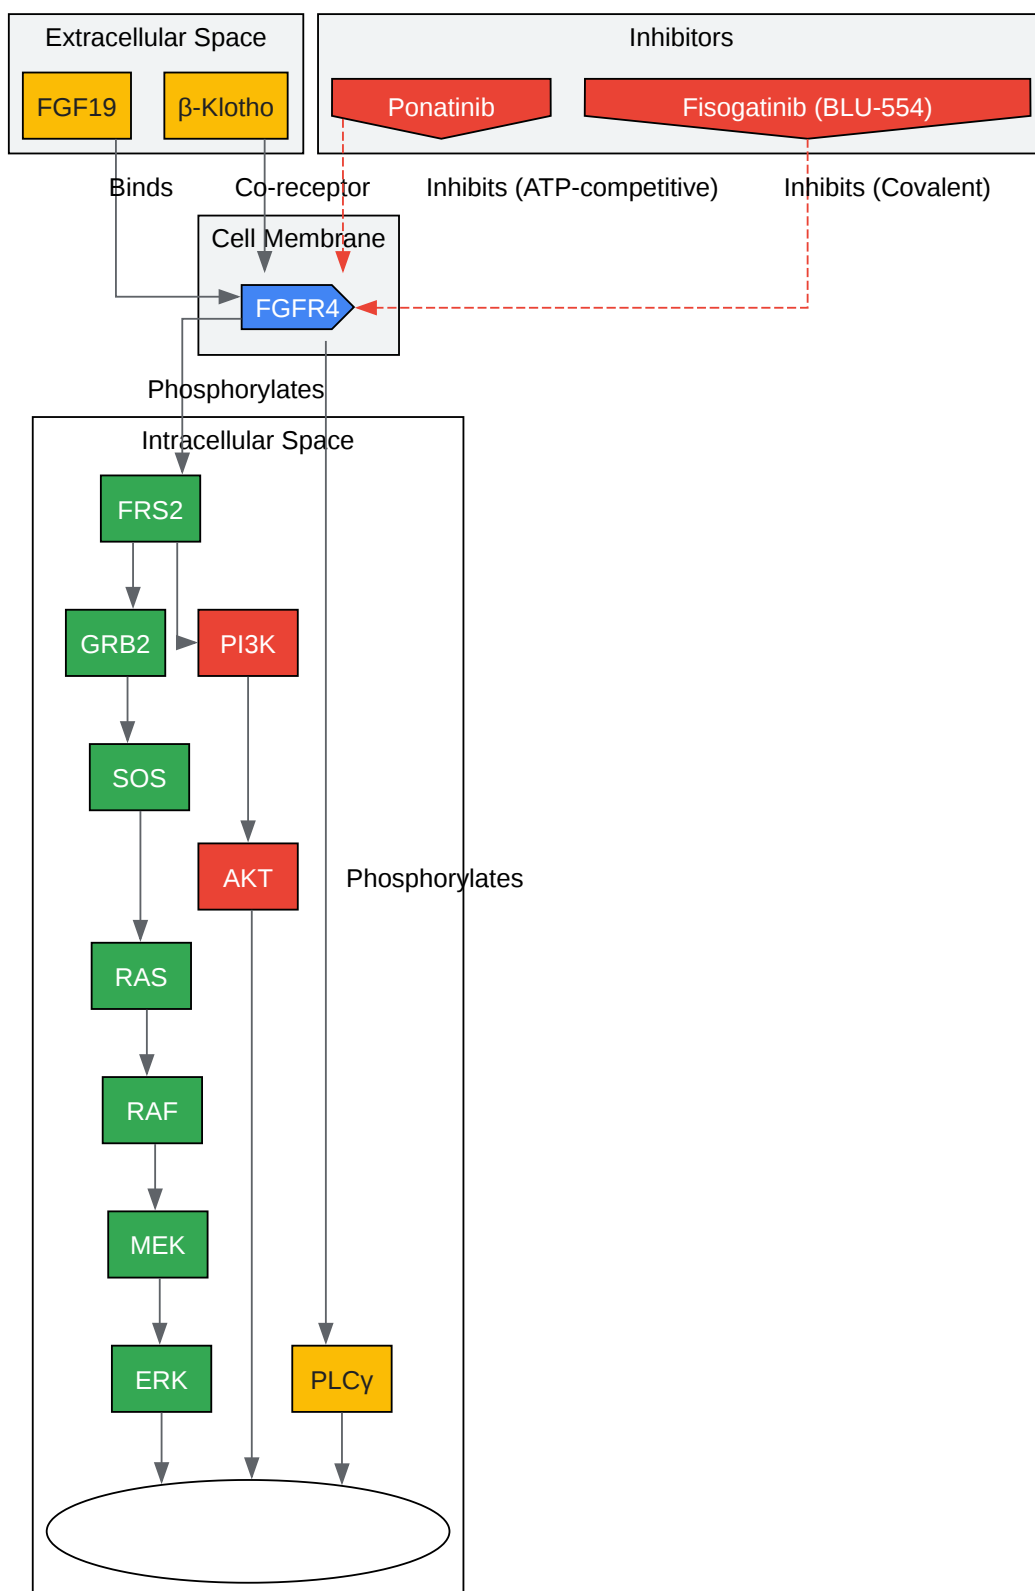 Extracellular Space
Inhibitors
FGF19
β-Klotho
Ponatinib
Fisogatinib (BLU-554)
Binds
Co-receptor
Inhibits (ATP-competitive)
Inhibits (Covalent)
Cell Membrane
FGFR4
Phosphorylates
Intracellular Space
FRS2
GRB2
PI3K
SOS
AKT
Phosphorylates
RAS
RAF
MEK
ERK
PLCγ